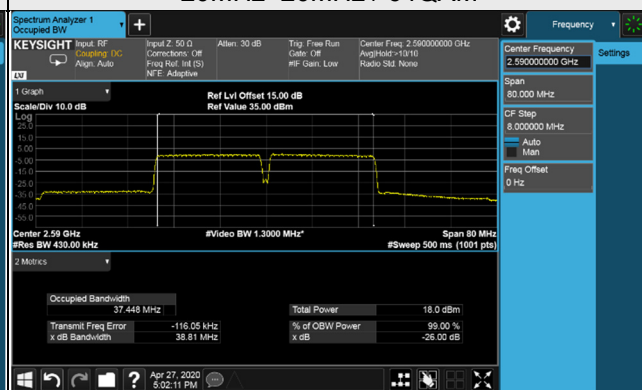 Spectrum Analyzer 1
Occupied BW
Frequency
KEYSIGHT
Input: RF
Coupling: DC
Align: Auto
Input Z: 50 Ω
Corrections: Off
Freq Ref: Int (S)
NFE: Adaptive
Atten: 30 dB
Trig: Free Run
Gate: Off
#IF Gain: Low
Center Freq: 2.590000000 GHz
Avg|Hold:>10/10
Radio Std: None
LXI
Center Frequency
2.590000000 GHz
Settings
Span
80.000 MHz
CF Step
8.000000 MHz
Auto
Man
Freq Offset
0 Hz
1 Graph
Scale/Div 10.0 dB
Ref Lvl Offset 15.00 dB
Ref Value 35.00 dBm
Log
25.0
15.0
5.00
-5.00
-15.0
-25.0
-35.0
-45.0
-55.0
Center 2.59 GHz
#Res BW 430.00 kHz
#Video BW 1.3000 MHz*
Span 80 MHz
#Sweep 500 ms (1001 pts)
2 Metrics
Occupied Bandwidth
37.448 MHz
Total Power 18.0 dBm
Transmit Freq Error -116.05 kHz
% of OBW Power 99.00 %
x dB Bandwidth 38.81 MHz
x dB -26.00 dB
Apr 27, 2020
5:02:11 PM